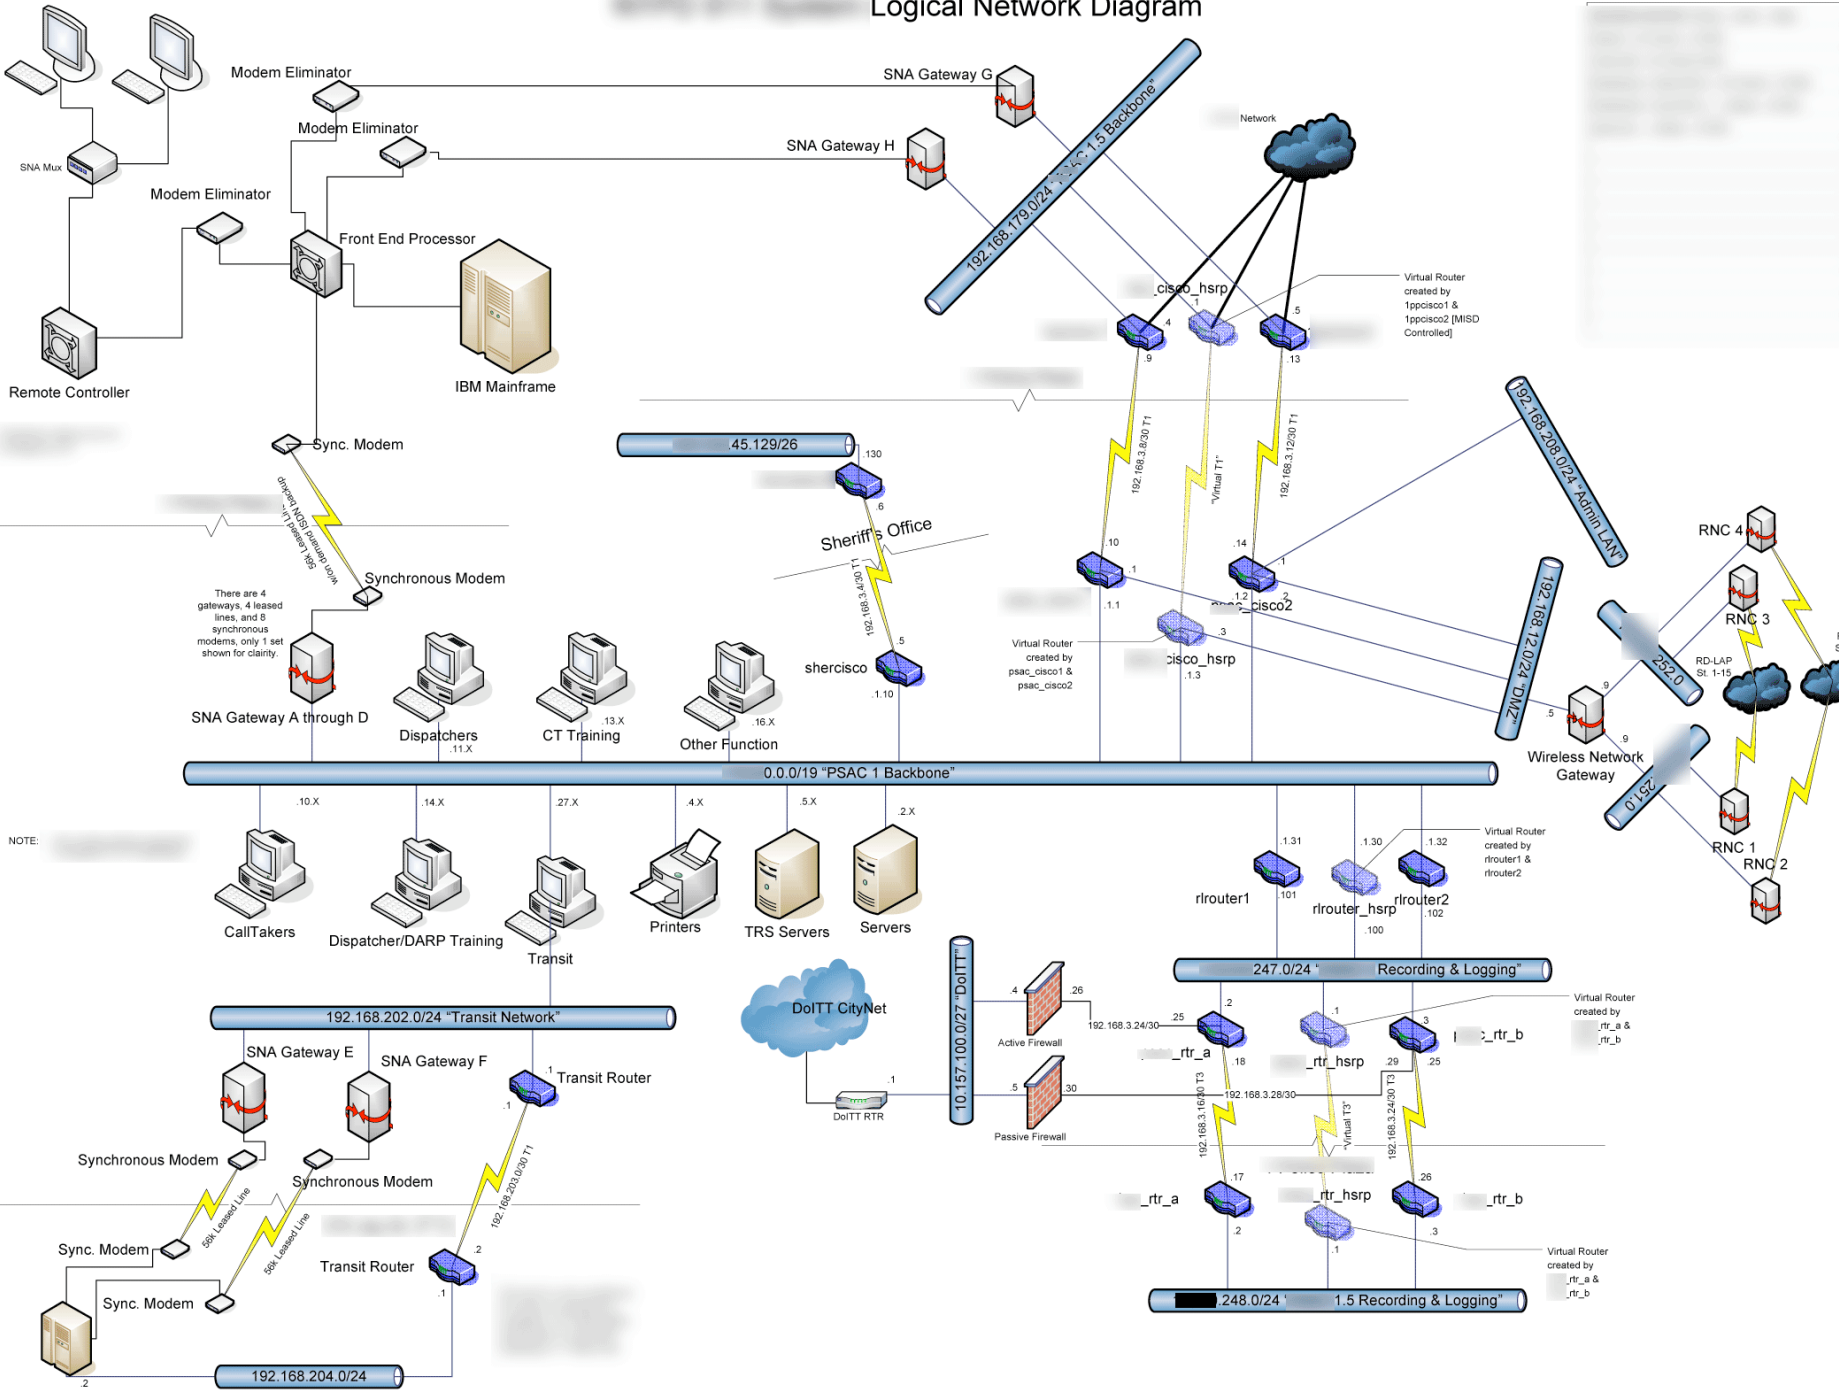 Logical Network Diagram
Modem Eliminator
SNA Gateway G
Modem Eliminator
SNA Gateway H
Network
SNA Mux
Modem Eliminator
192.168.179.0/24
1.5 Backbone"
Front End Processor
IBM Mainframe
Remote Controller
_cisco_hsrp
.1
.4
.5
.9
.13
Virtual Router
created by
1ppcisco1 &
1ppcisco2 [MISD
Controlled]
Sync. Modem
56k Leased Line
w/on demand ISDN backup
Synchronous Modem
There are 4
gateways, 4 leased
lines, and 8
synchronous
modems, only 1 set
shown for clairity.
SNA Gateway A through D
.45.129/26
.130
.6
Sheriff's Office
192.168.3.4/30 T1
.5
shercisco
.1.10
192.168.3.8/30 T1
"Virtual T1"
192.168.3.12/30 T1
.10
.1
.1.1
.14
.1
.1.2
.2
_cisco2
.3
cisco_hsrp
.1.3
Virtual Router
created by
psac_cisco1 &
psac_cisco2
192.168.208.0/24 "Admin LAN"
192.168.12.0/24 "DMZ"
RNC 4
RNC 3
RD-LAP
St. 1-15
252.0
.9
.5
.9
Wireless Network
Gateway
251.0
RNC 1
RNC 2
Dispatchers
.11.X
CT Training
.13.X
Other Function
.16.X
0.0.0/19 "PSAC 1 Backbone"
.10.X
.14.X
.27.X
.4.X
.5.X
.2.X
NOTE:
CallTakers
Dispatcher/DARP Training
Transit
Printers
TRS Servers
Servers
.1.31
.1.30
.1.32
Virtual Router
created by
rlrouter1 &
rlrouter2
rlrouter1
.101
rlrouter_hsrp
.100
rlrouter2
.102
247.0/24 "
Recording & Logging"
192.168.202.0/24 "Transit Network"
SNA Gateway E
SNA Gateway F
.1
Transit Router
.1
Synchronous Modem
Synchronous Modem
56k Leased Line
56k Leased Line
192.168.203.0/30 T1
Sync. Modem
Sync. Modem
Transit Router
.2
.1
192.168.204.0/24
.2
DoITT CityNet
DoITT RTR
.1
10.157.100.0/27 "DoITT"
.4
.26
Active Firewall
.5
.30
Passive Firewall
192.168.3.24/30
.25
192.168.3.28/30
.2
_rtr_a
.18
.1
_rtr_hsrp
.3
_rtr_b
.29
.25
Virtual Router
created by
_rtr_a &
_rtr_b
192.168.3.16/30 T3
"Virtual T3"
192.168.3.24/30 T3
.17
_rtr_a
.2
_rtr_hsrp
.1
.26
_rtr_b
.3
Virtual Router
created by
_rtr_a &
_rtr_b
.248.0/24 "
1.5 Recording & Logging"